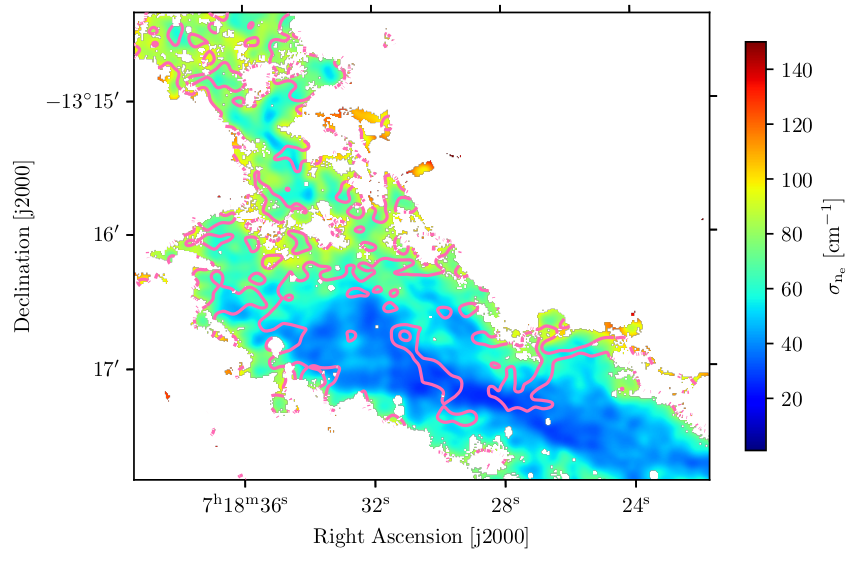 Declination [j2000]
−13°15′
16′
17′
7ʰ18ᵐ36ˢ
32ˢ
28ˢ
24ˢ
Right Ascension [j2000]
140
120
100
80
60
40
20
σₙₑ [cm⁻¹]